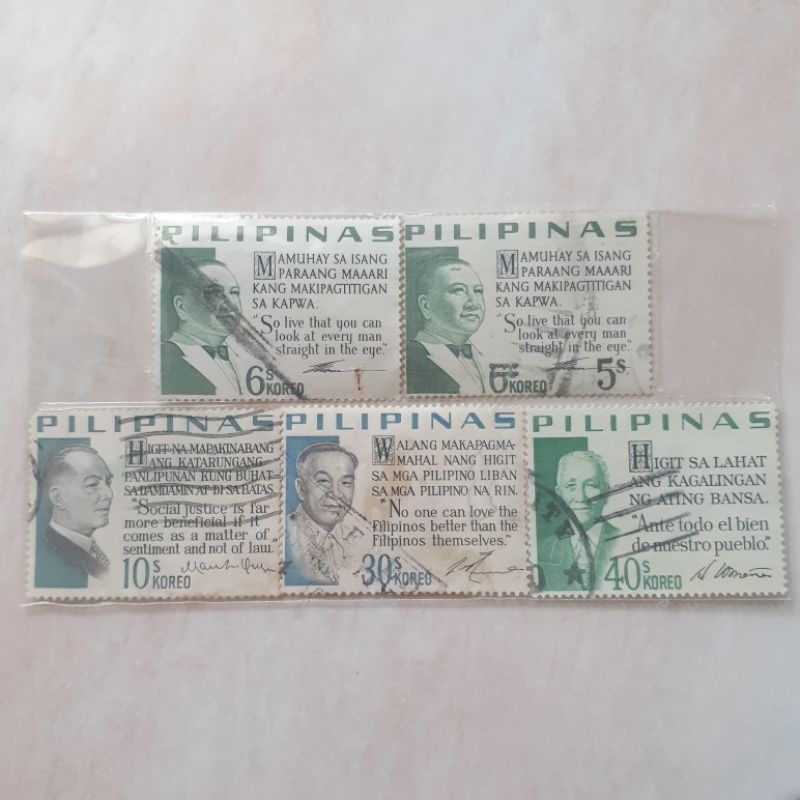 PILIPINAS
MAMUHAY SA ISANG
PARAANG MAAARI
KANG MAKIPAGTITIGAN
SA KAPWA.
"So live that you can
look at every man
straight in the eye."
6s KOREO
PILIPINAS
MAMUHAY SA ISANG
PARAANG MAAARI
KANG MAKIPAGTITIGAN
SA KAPWA.
"So live that you can
look at every man
straight in the eye."
6s KOREO 5s
PILIPINAS
HIGIT NA MAPAKINABANG
ANG KATARUNGANG
PANLIPUNAN KUNG BUHAT
SA DAMDAMIN AT DI SA BATAS.
"Social justice is far
more beneficial if it
comes as a matter of
sentiment and not of law."
10s KOREO
PILIPINAS
WALANG MAKAPAGMA-
MAHAL NANG HIGIT
SA MGA PILIPINO LIBAN
SA MGA PILIPINO NA RIN.
"No one can love the
Filipinos better than the
Filipinos themselves."
30s KOREO
PILIPINAS
HIGIT SA LAHAT
ANG KAGALINGAN
NG ATING BANSA.
"Ante todo el bien
de nuestro pueblo."
40s KOREO